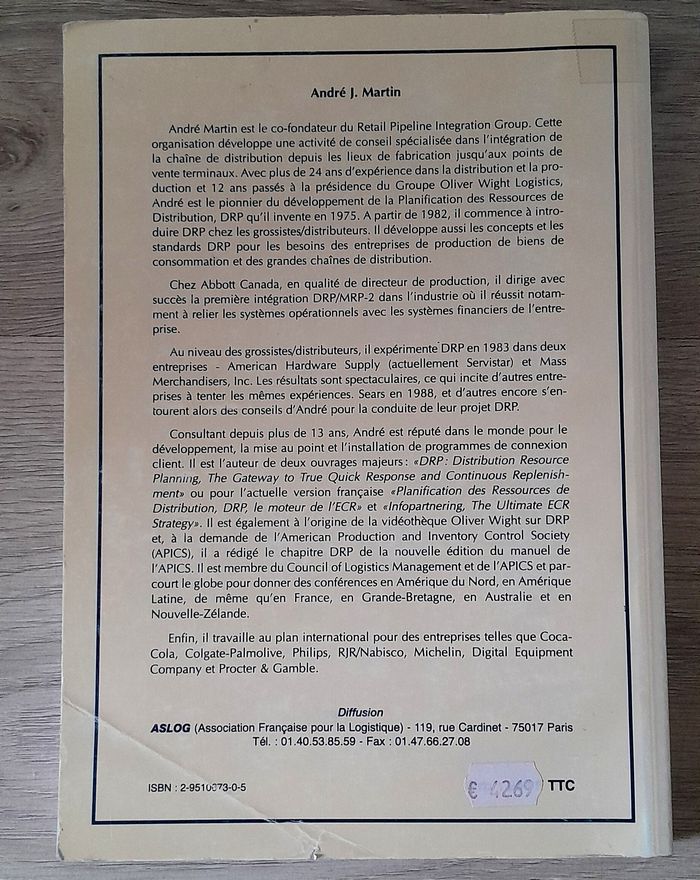 André J. Martin
André Martin est le co-fondateur du Retail Pipeline Integration Group. Cette
organisation développe une activité de conseil spécialisée dans l'intégration de
la chaîne de distribution depuis les lieux de fabrication jusqu'aux points de
vente terminaux. Avec plus de 24 ans d'expérience dans la distribution et la pro-
duction et 12 ans passés à la présidence du Groupe Oliver Wight Logistics,
André est le pionnier du développement de la Planification des Ressources de
Distribution, DRP qu'il invente en 1975. A partir de 1982, il commence à intro-
duire DRP chez les grossistes/distributeurs. Il développe aussi les concepts et les
standards DRP pour les besoins des entreprises de production de biens de
consommation et des grandes chaînes de distribution.
Chez Abbott Canada, en qualité de directeur de production, il dirige avec
succès la première intégration DRP/MRP-2 dans l'industrie où il réussit notam-
ment à relier les systèmes opérationnels avec les systèmes financiers de l'entre-
prise.
Au niveau des grossistes/distributeurs, il expérimente DRP en 1983 dans deux
entreprises - American Hardware Supply (actuellement Servistar) et Mass
Merchandisers, Inc. Les résultats sont spectaculaires, ce qui incite d'autres entre-
prises à tenter les mêmes expériences. Sears en 1988, et d'autres encore s'en-
tourent alors des conseils d'André pour la conduite de leur projet DRP.
Consultant depuis plus de 13 ans, André est réputé dans le monde pour le
développement, la mise au point et l'installation de programmes de connexion
client. Il est l'auteur de deux ouvrages majeurs : «DRP : Distribution Resource
Planning, The Gateway to True Quick Response and Continuous Replenish-
ment» ou pour l'actuelle version française «Planification des Ressources de
Distribution, DRP, le moteur de l'ECR» et «Infopartnering, The Ultimate ECR
Strategy». Il est également à l'origine de la vidéothèque Oliver Wight sur DRP
et, à la demande de l'American Production and Inventory Control Society
(APICS), il a rédigé le chapitre DRP de la nouvelle édition du manuel de
l'APICS. Il est membre du Council of Logistics Management et de l'APICS et par-
court le globe pour donner des conférences en Amérique du Nord, en Amérique
Latine, de même qu'en France, en Grande-Bretagne, en Australie et en
Nouvelle-Zélande.
Enfin, il travaille au plan international pour des entreprises telles que Coca-
Cola, Colgate-Palmolive, Philips, RJR/Nabisco, Michelin, Digital Equipment
Company et Procter & Gamble.
Diffusion
ASLOG (Association Française pour la Logistique) - 119, rue Cardinet - 75017 Paris
Tél. : 01.40.53.85.59 - Fax : 01.47.66.27.08
ISBN :
€ 4269 TTC